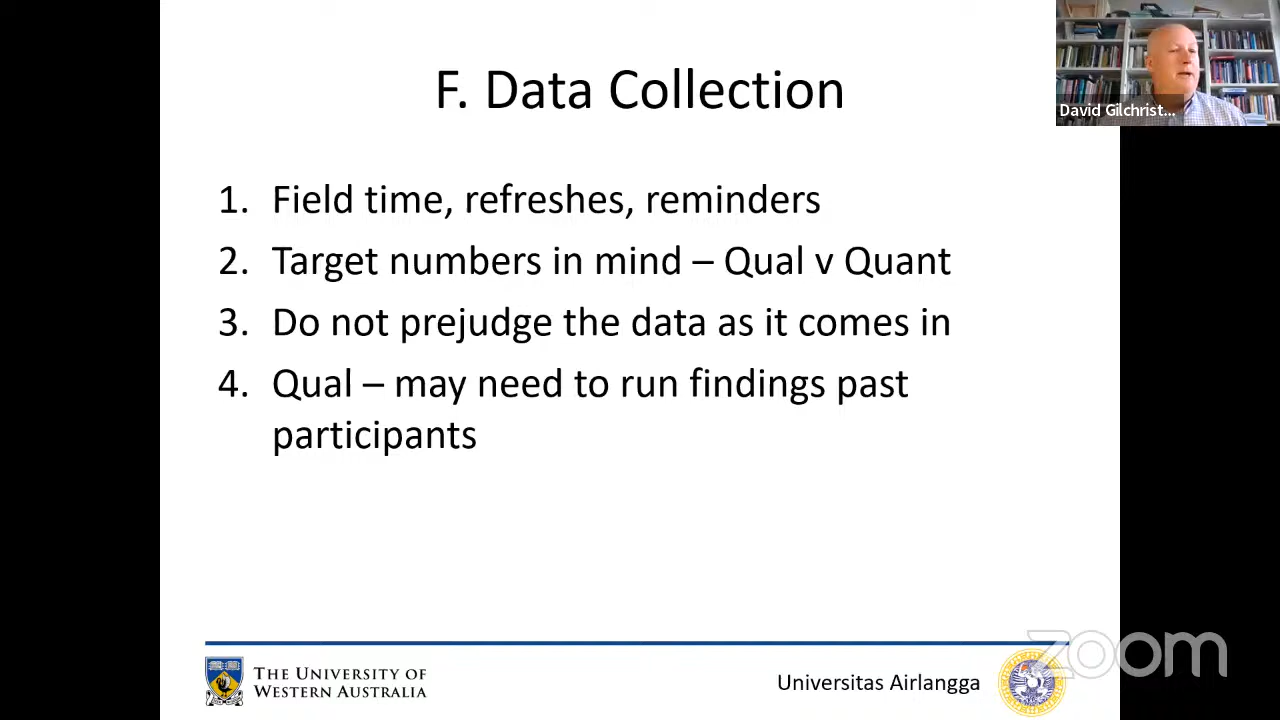 F. Data Collection
David Gilchrist...
1. Field time, refreshes, reminders
2. Target numbers in mind – Qual v Quant
3. Do not prejudge the data as it comes in
4. Qual – may need to run findings past
participants
THE UNIVERSITY OF
WESTERN AUSTRALIA
Universitas Airlangga
zoom